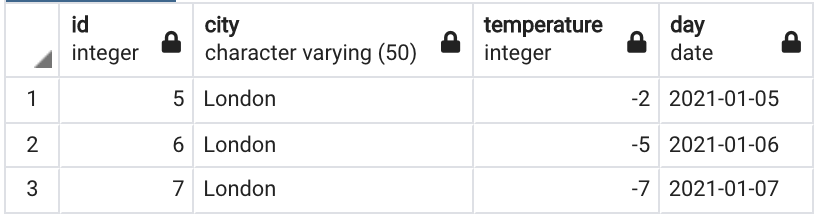 id city temperature day
integer character varying (50) integer date
1 5 London -2 2021-01-05
2 6 London -5 2021-01-06
3 7 London -7 2021-01-07